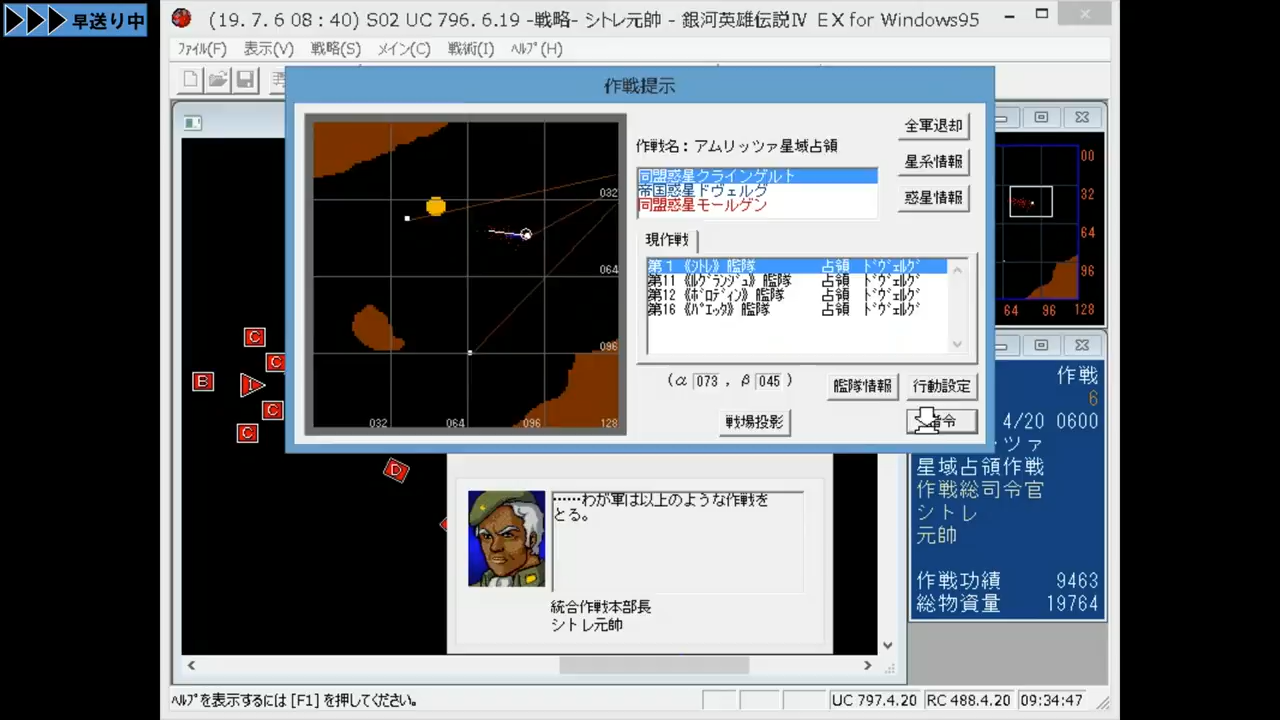 早送り中
(19. 7. 6 08 : 40) S02 UC 796. 6.19 -戦略- シトレ元帥 - 銀河英雄伝説Ⅳ EX for Windows95
ﾌｧｲﾙ(F) 表示(V) 戦略(S) メイン(C) 戦術(I) ﾍﾙﾌﾟ(H)
作戦提示
作戦名：アムリッツァ星域占領
同盟惑星クラインゲルト
帝国惑星ドヴェルグ
同盟惑星モールゲン
全軍退却
星系情報
惑星情報
現作戦
第１《ｼﾄﾚ》艦隊 占領 ﾄﾞｳﾞｪﾙｸﾞ
第11《ﾙｸﾞﾗﾝｼﾞｭ》艦隊 占領 ﾄﾞｳﾞｪﾙｸﾞ
第12《ﾎﾞﾛﾃﾞｨﾝ》艦隊 占領 ﾄﾞｳﾞｪﾙｸﾞ
第16《ﾊﾟｴｯﾀ》艦隊 占領 ﾄﾞｳﾞｪﾙｸﾞ
(α 073 , β 045 )
艦隊情報
行動設定
戦場投影
令
032
064
096
032 064 096 128
00
32
64
96
64 96 128
C
C
B
I
C
C
D
作戦
6
4/20 0600
ッツァ
星域占領作戦
作戦総司令官
シトレ
元帥
作戦功績 9463
総物資量 19764
……わが軍は以上のような作戦を
とる。
統合作戦本部長
シトレ元帥
ﾍﾙﾌﾟを表示するには [F1] を押してください。
UC 797.4.20 RC 488.4.20 09:34:47